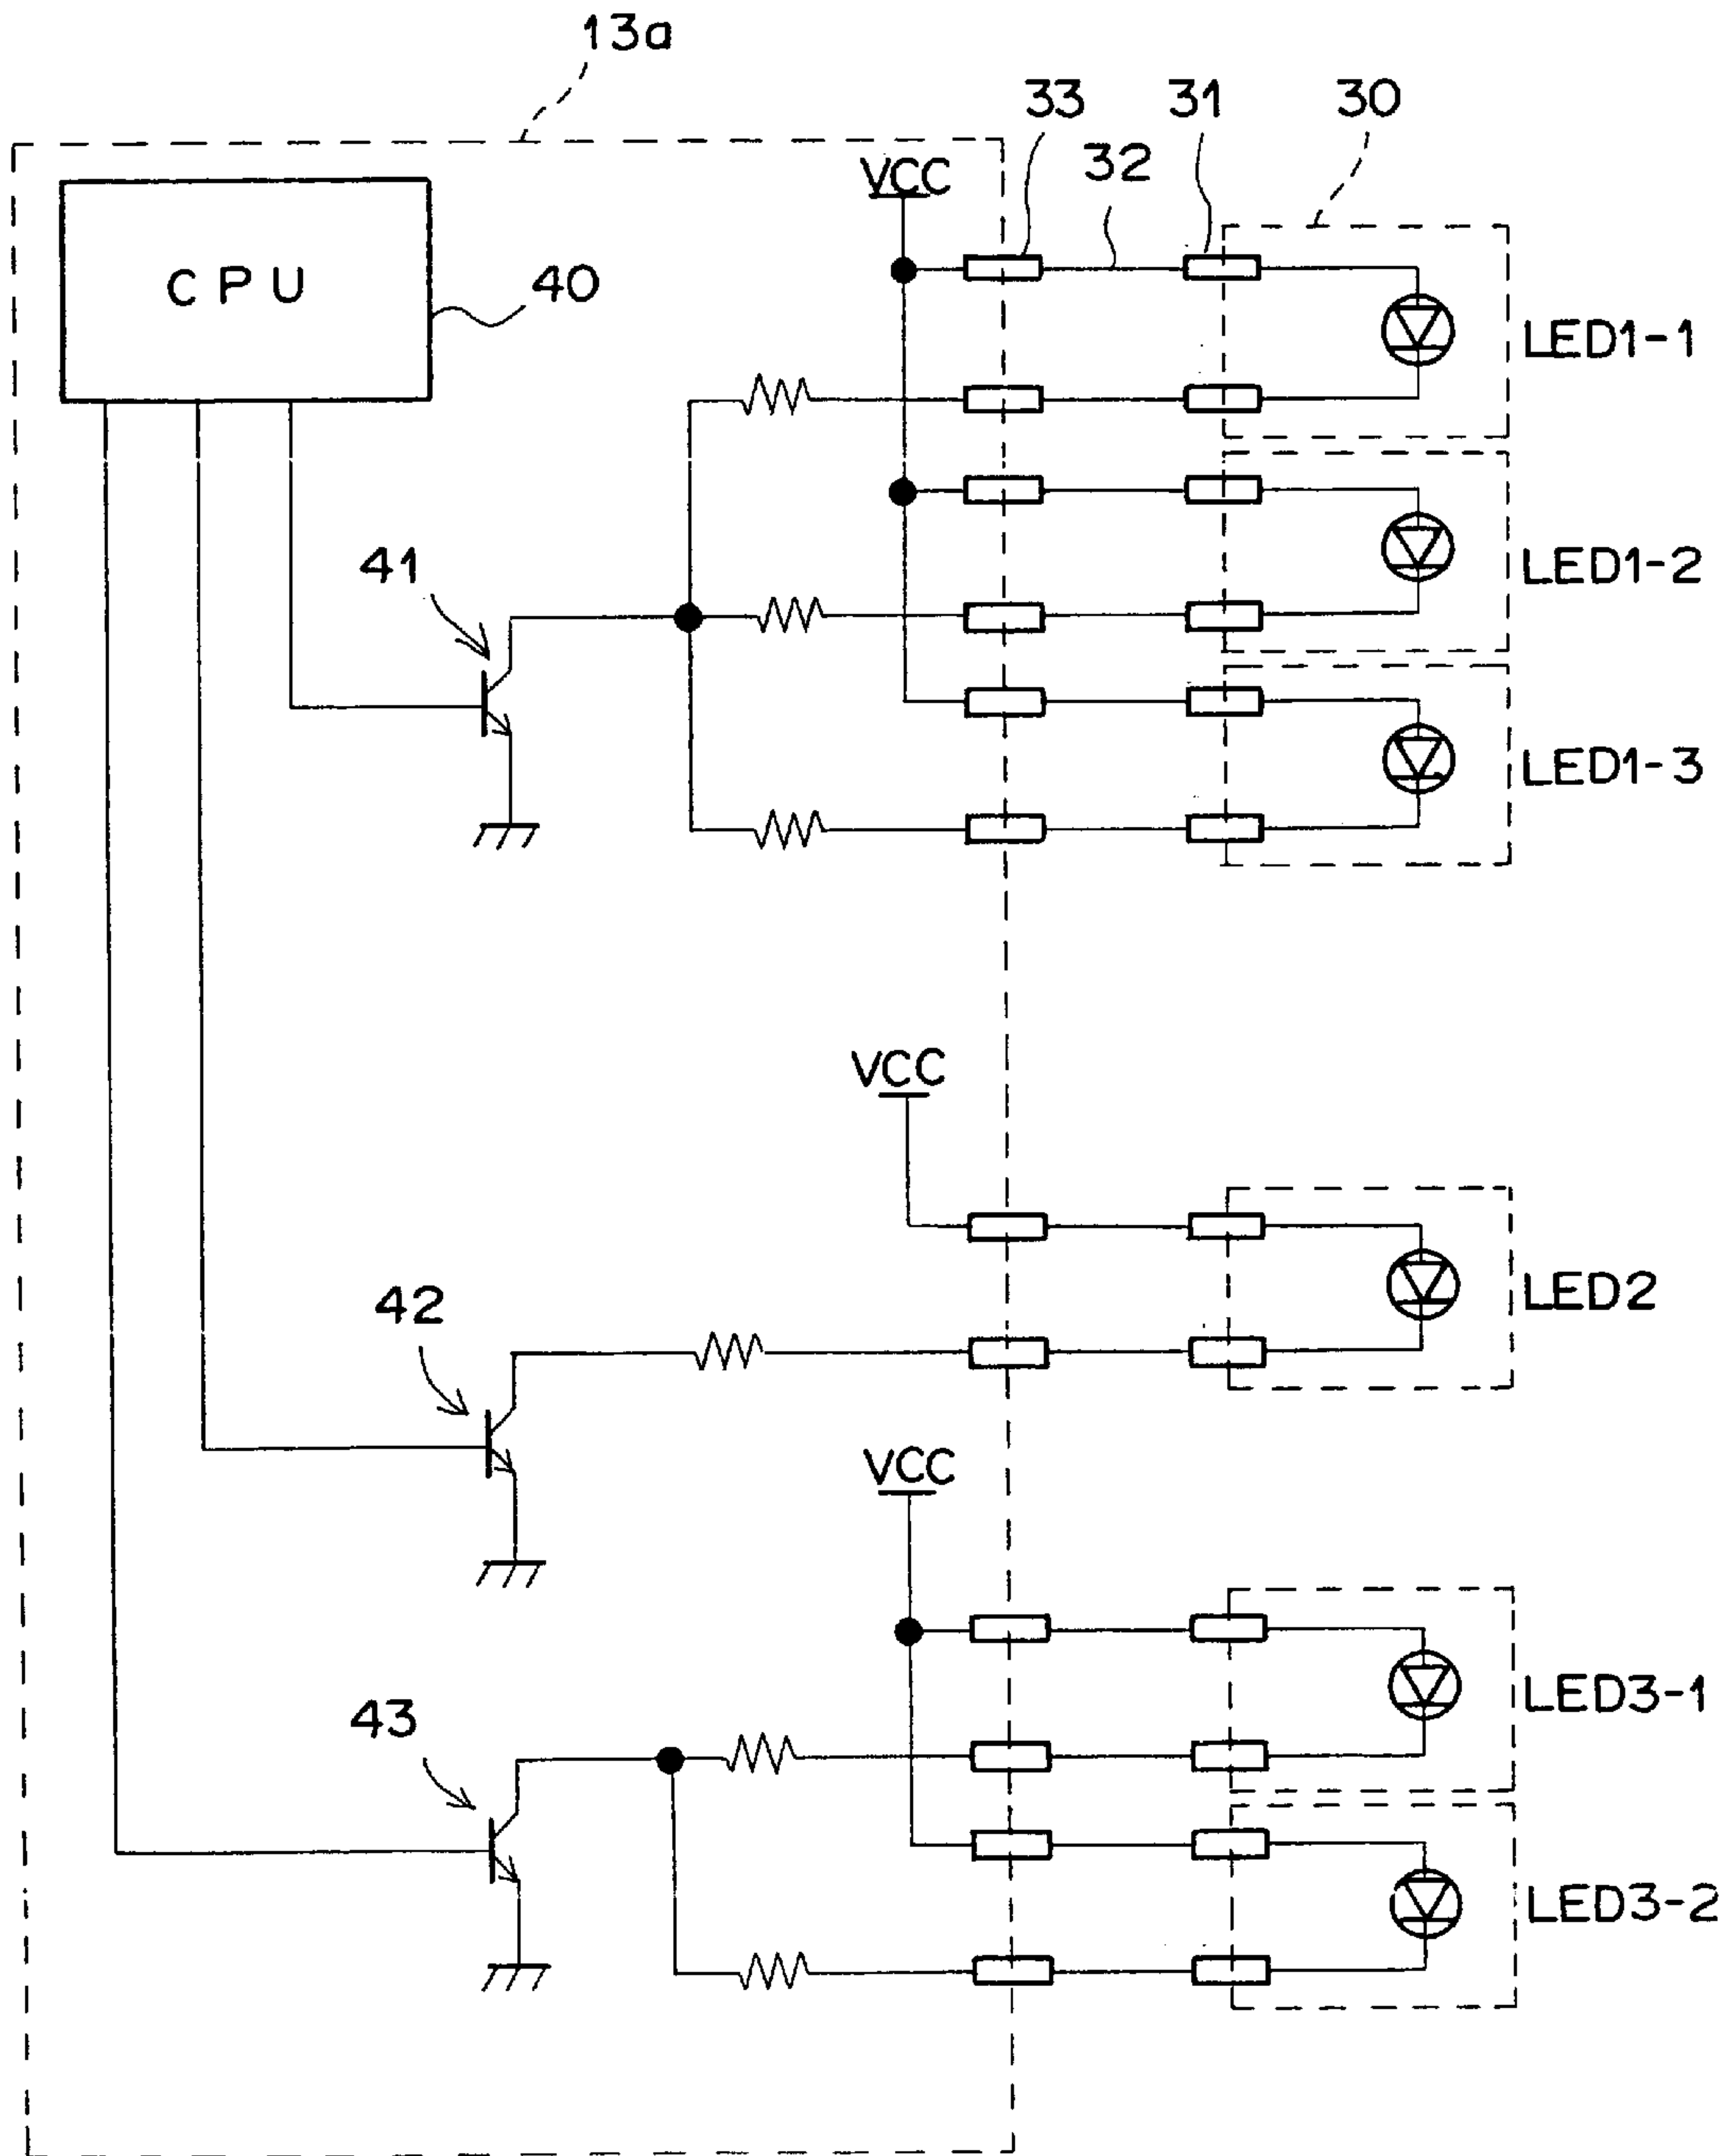 13a
33
31
30
VCC
32
CPU
40
LED1-1
41
LED1-2
LED1-3
VCC
42
LED2
VCC
43
LED3-1
LED3-2